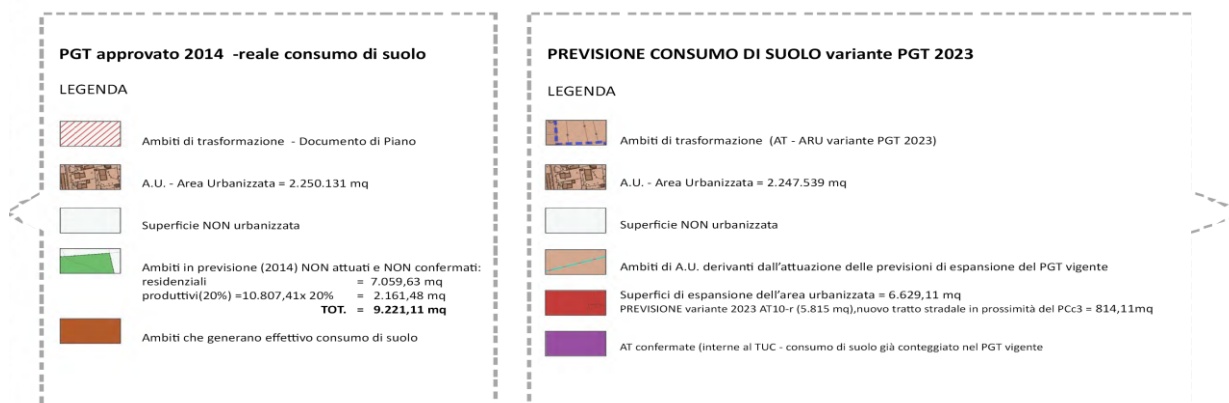 PGT approvato 2014 -reale consumo di suolo
LEGENDA
Ambiti di trasformazione - Documento di Piano
A.U. - Area Urbanizzata = 2.250.131 mq
Superficie NON urbanizzata
Ambiti in previsione (2014) NON attuati e NON confermati:
residenziali = 7.059,63 mq
produttivi(20%) =10.807,41x 20% = 2.161,48 mq
TOT. = 9.221,11 mq
Ambiti che generano effettivo consumo di suolo
PREVISIONE CONSUMO DI SUOLO variante PGT 2023
LEGENDA
Ambiti di trasformazione (AT - ARU variante PGT 2023)
A.U. - Area Urbanizzata = 2.247.539 mq
Superficie NON urbanizzata
Ambiti di A.U. derivanti dall'attuazione delle previsioni di espansione del PGT vigente
Superfici di espansione dell'area urbanizzata = 6.629,11 mq
PREVISIONE variante 2023 AT10-r (5.815 mq),nuovo tratto stradale in prossimità del PCc3 = 814,11mq
AT confermate (interne al TUC - consumo di suolo già conteggiato nel PGT vigente